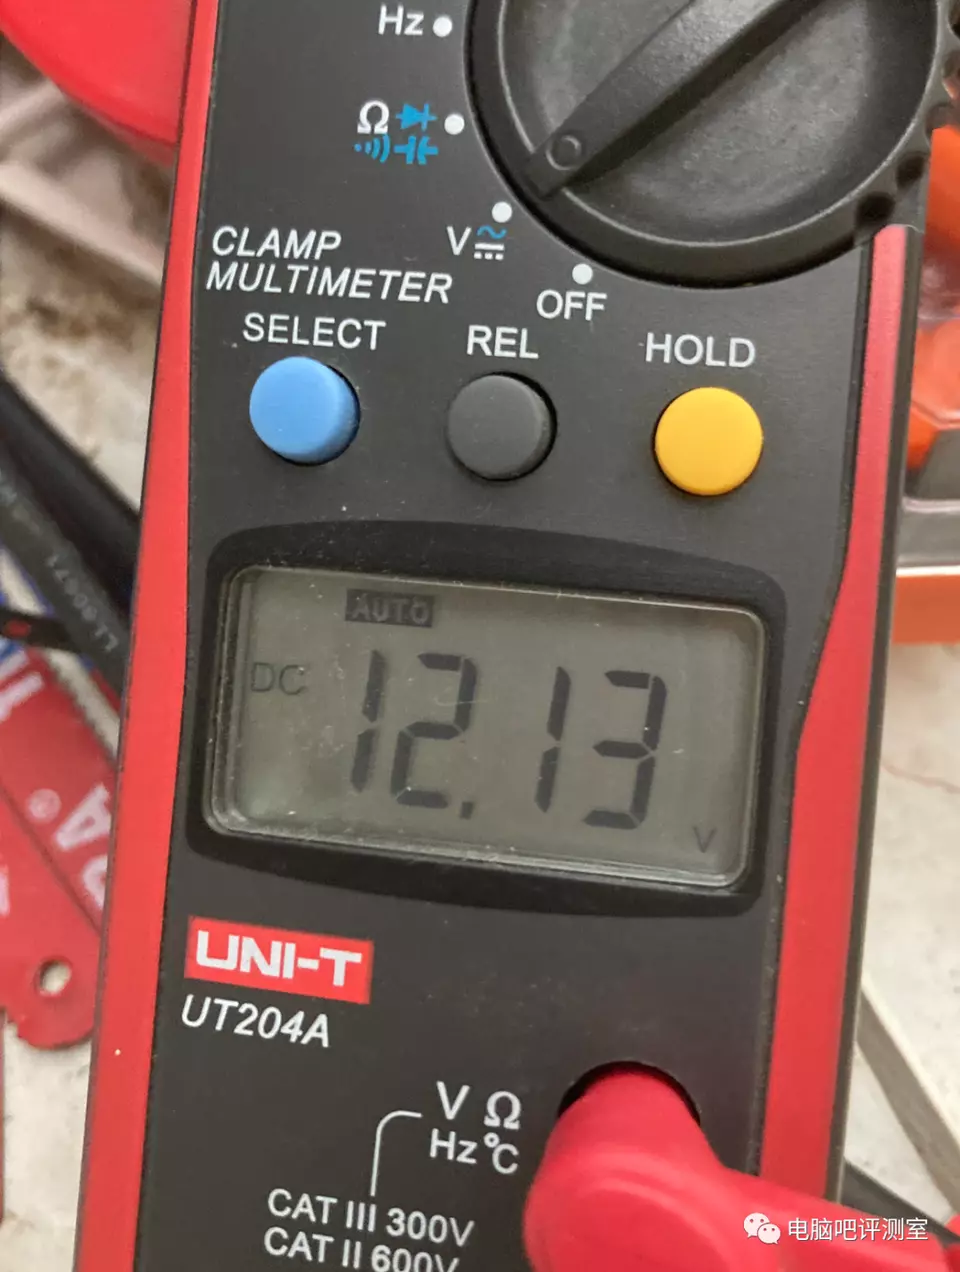 Hz
Ω
V
CLAMP
MULTIMETER
OFF
SELECT
REL
HOLD
AUTO
DC
12.13
V
UNI-T
UT204A
V Ω
Hz °C
CAT III 300V
CAT II 600V
电脑吧评测室